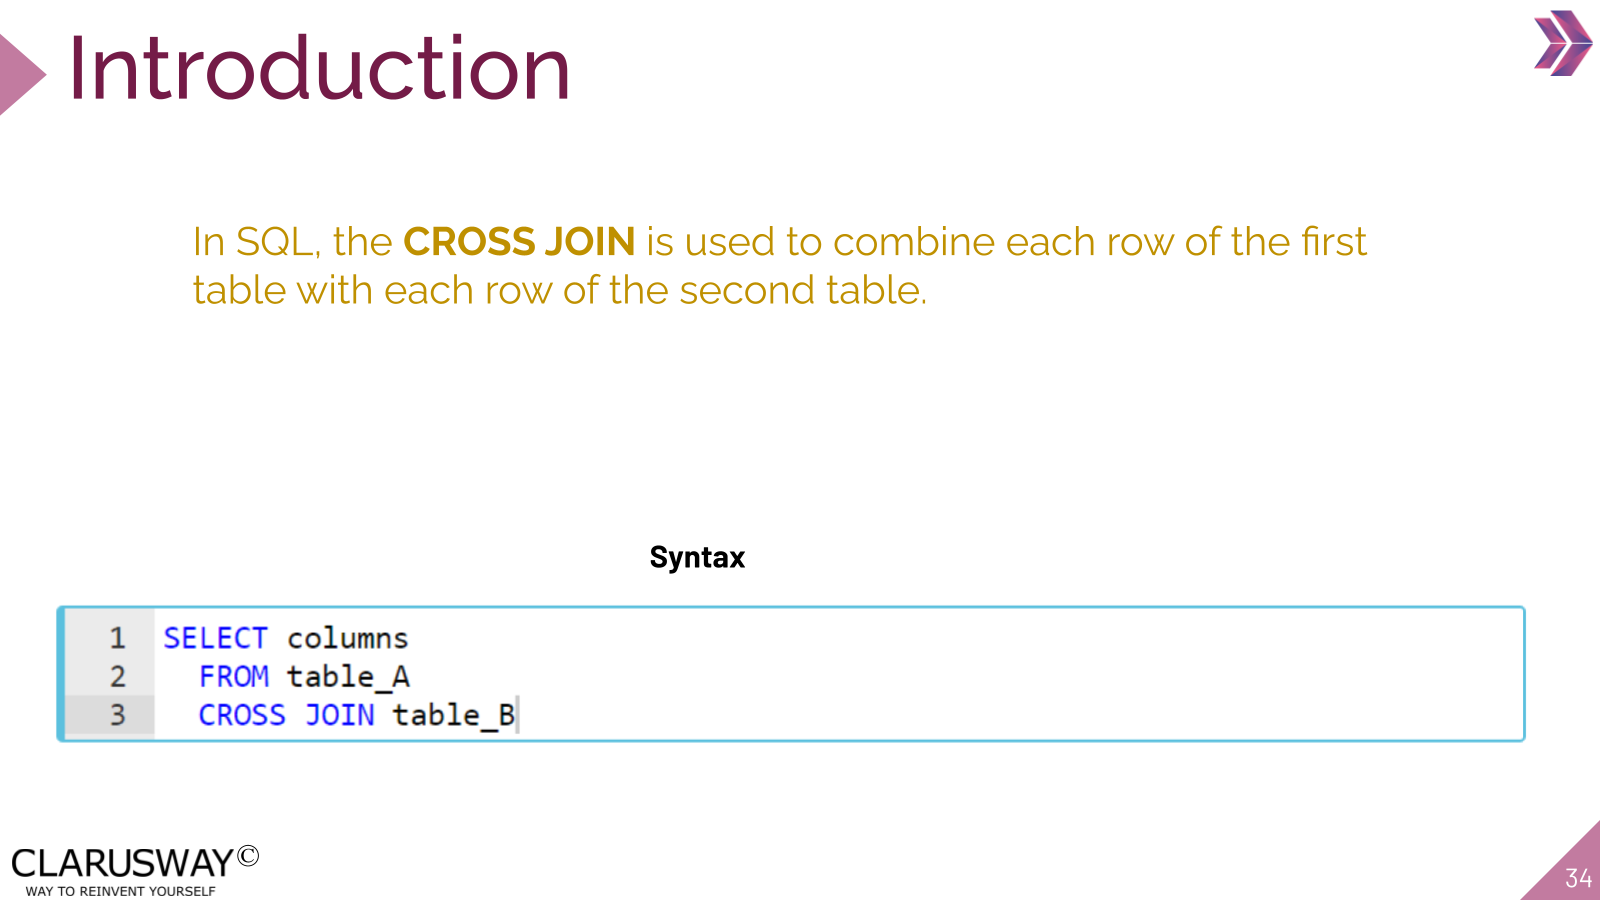 Introduction
In SQL, the CROSS JOIN is used to combine each row of the first
table with each row of the second table.
Syntax
1 SELECT columns
2 FROM table_A
3 CROSS JOIN table_B
CLARUSWAY©
WAY TO REINVENT YOURSELF
34